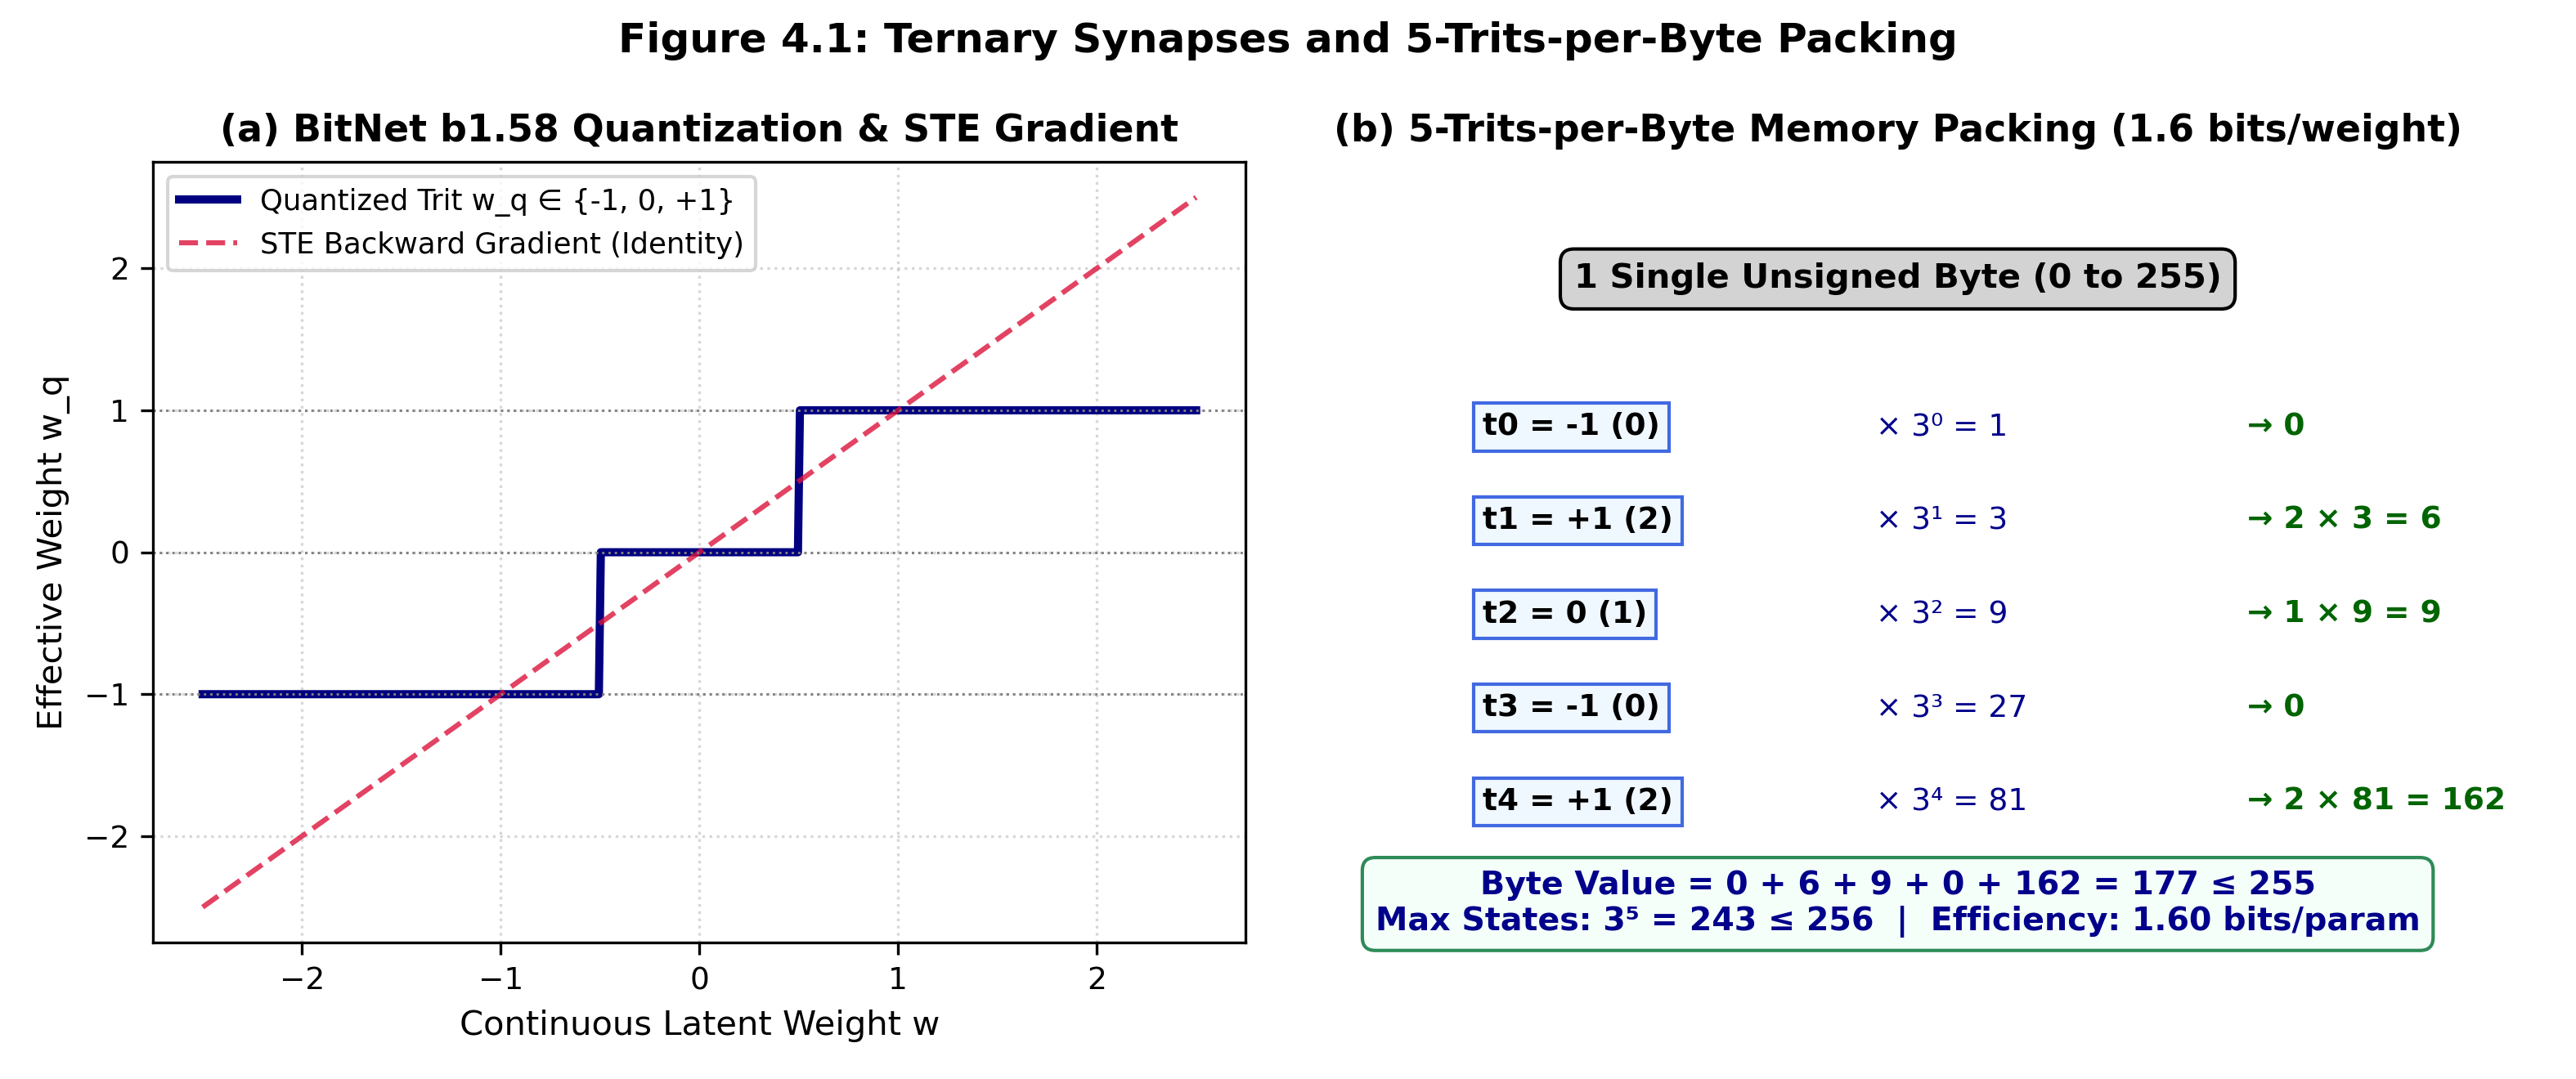 Figure 4.1: Ternary Synapses and 5-Trits-per-Byte Packing
(a) BitNet b1.58 Quantization & STE Gradient
Quantized Trit w_q ∈ {-1, 0, +1}
STE Backward Gradient (Identity)
2
1
0
−1
−2
Effective Weight w_q
−2 −1 0 1 2
Continuous Latent Weight w
(b) 5-Trits-per-Byte Memory Packing (1.6 bits/weight)
1 Single Unsigned Byte (0 to 255)
t0 = -1 (0) × 3⁰ = 1 → 0
t1 = +1 (2) × 3¹ = 3 → 2 × 3 = 6
t2 = 0 (1) × 3² = 9 → 1 × 9 = 9
t3 = -1 (0) × 3³ = 27 → 0
t4 = +1 (2) × 3⁴ = 81 → 2 × 81 = 162
Byte Value = 0 + 6 + 9 + 0 + 162 = 177 ≤ 255
Max States: 3⁵ = 243 ≤ 256 | Efficiency: 1.60 bits/param